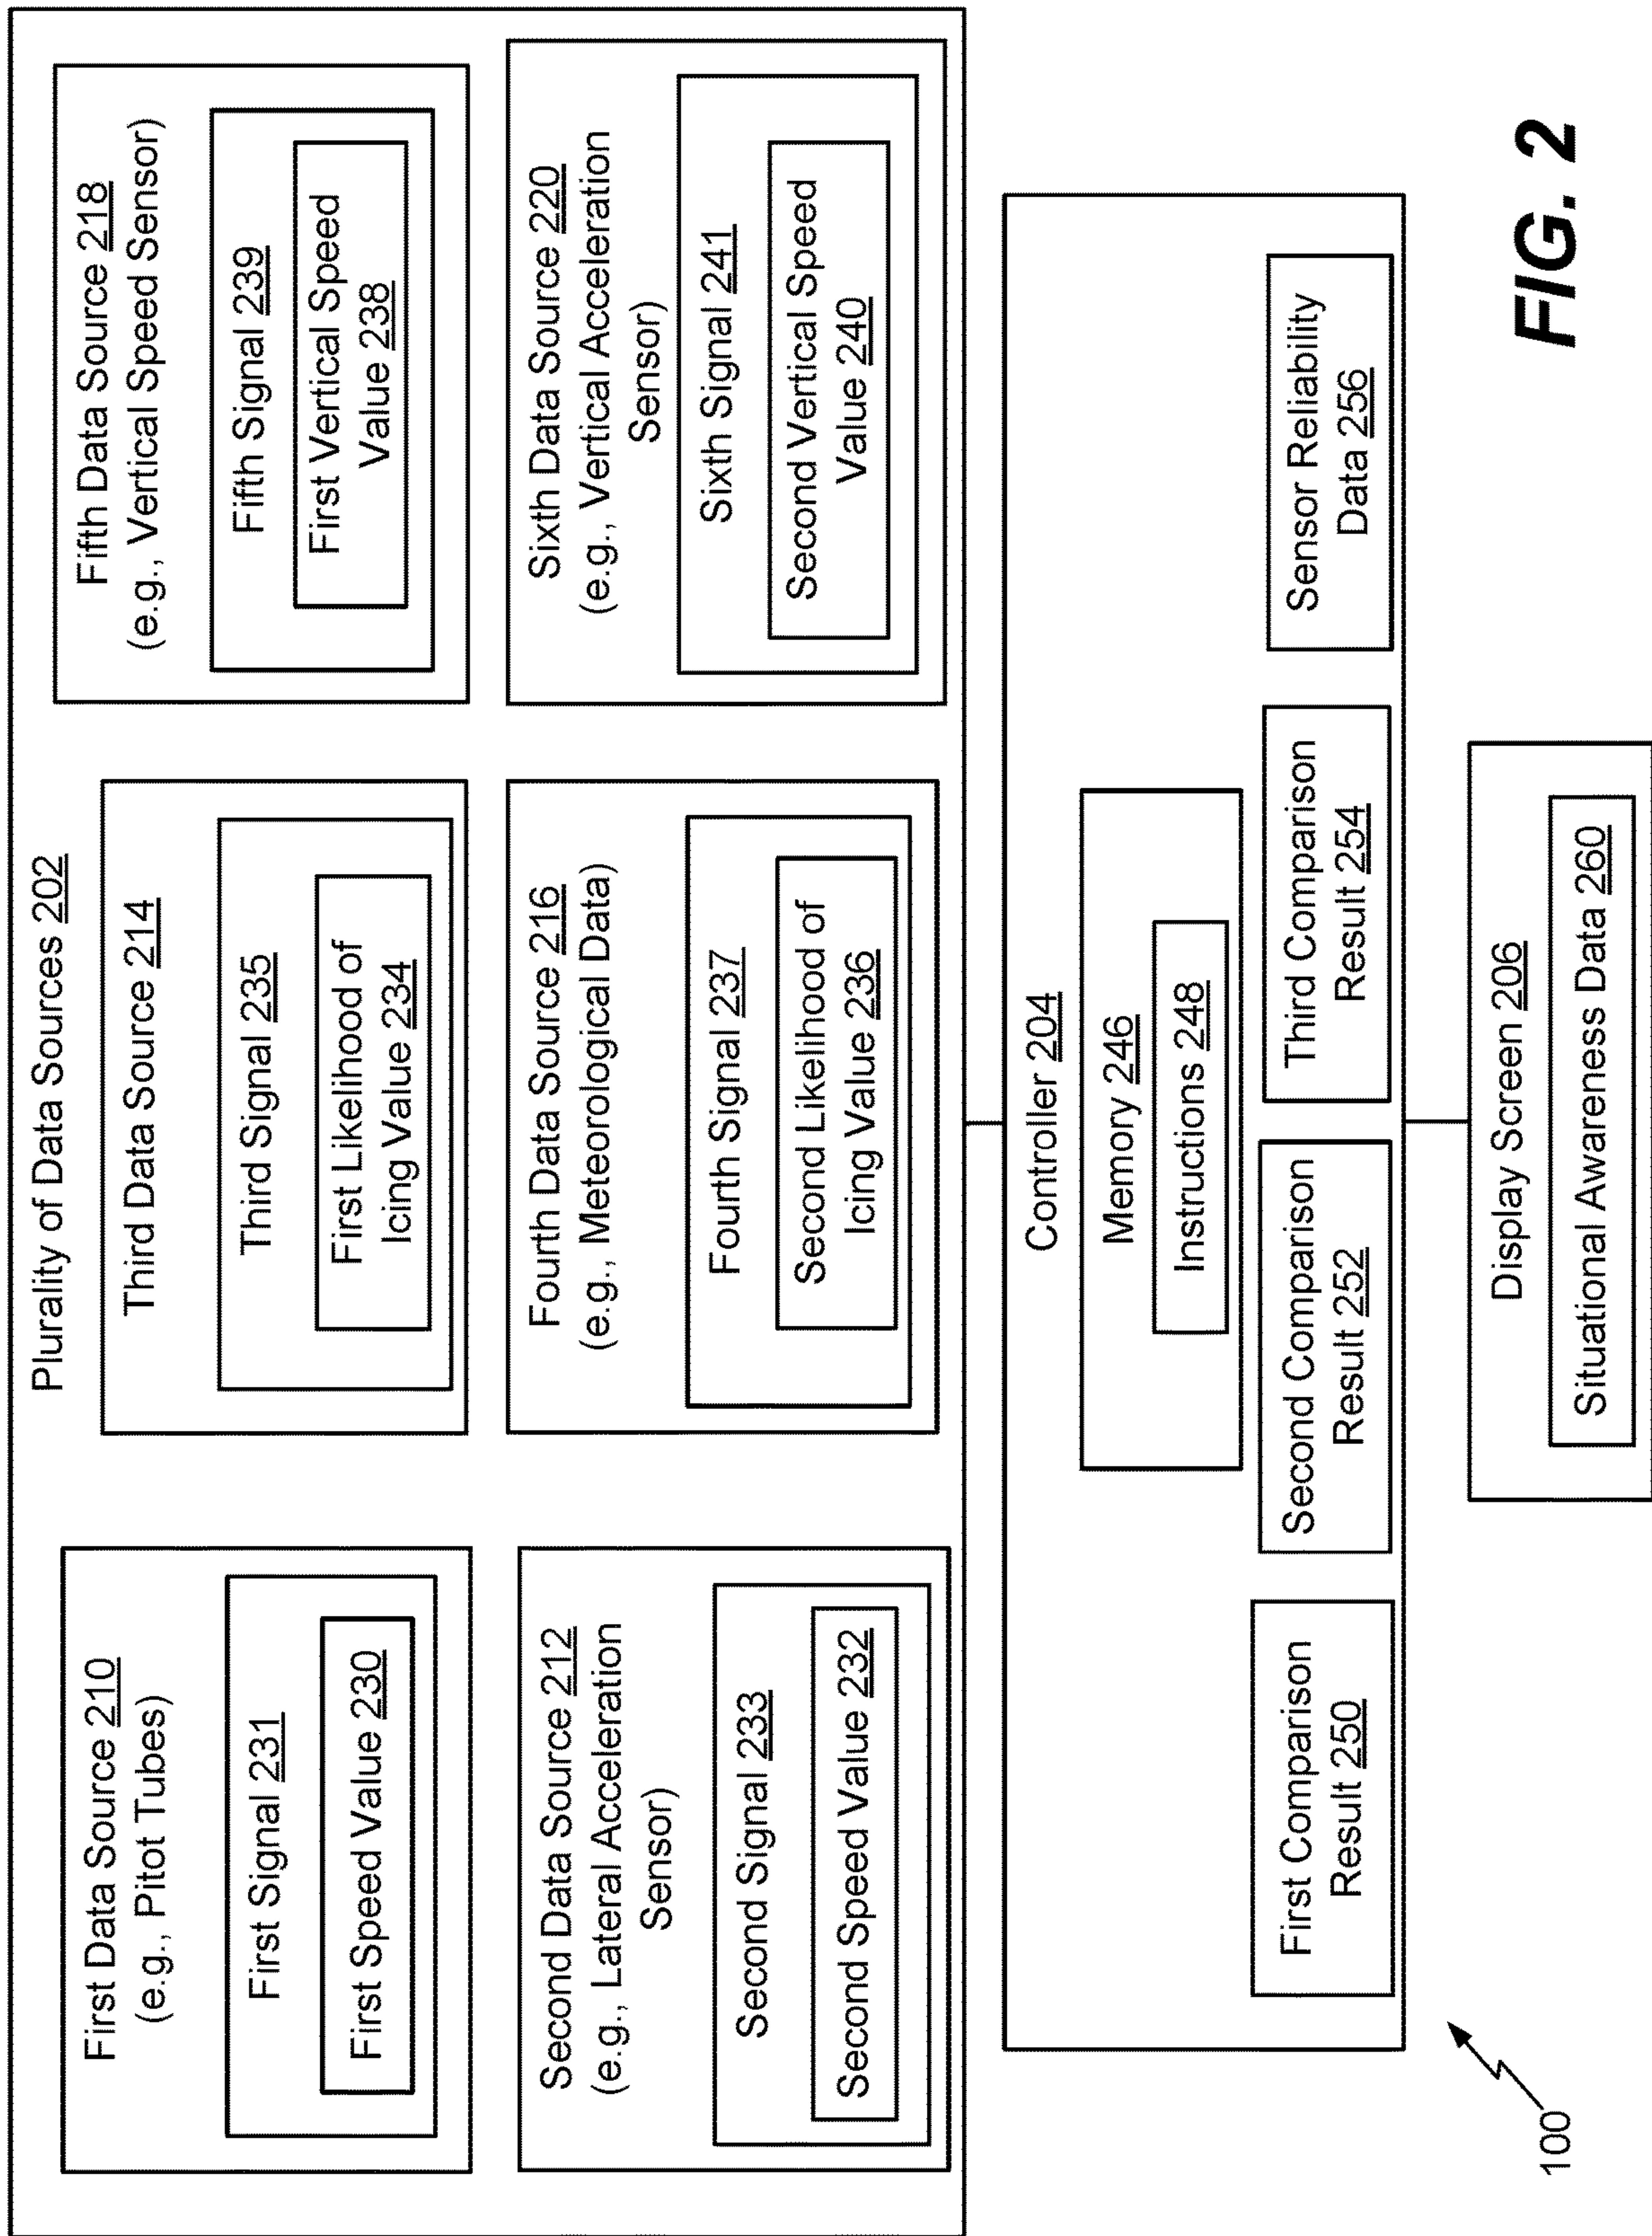 Plurality of Data Sources 202
First Data Source 210
(e.g., Pitot Tubes)
First Signal 231
First Speed Value 230
Third Data Source 214
Third Signal 235
First Likelihood of
Icing Value 234
Fifth Data Source 218
(e.g., Vertical Speed Sensor)
Fifth Signal 239
First Vertical Speed
Value 238
Second Data Source 212
(e.g., Lateral Acceleration
Sensor)
Second Signal 233
Second Speed Value 232
Fourth Data Source 216
(e.g., Meteorological Data)
Fourth Signal 237
Second Likelihood of
Icing Value 236
Sixth Data Source 220
(e.g., Vertical Acceleration
Sensor)
Sixth Signal 241
Second Vertical Speed
Value 240
Controller 204
Memory 246
Instructions 248
First Comparison
Result 250
Second Comparison
Result 252
Third Comparison
Result 254
Sensor Reliability
Data 256
Display Screen 206
Situational Awareness Data 260
100
FIG. 2